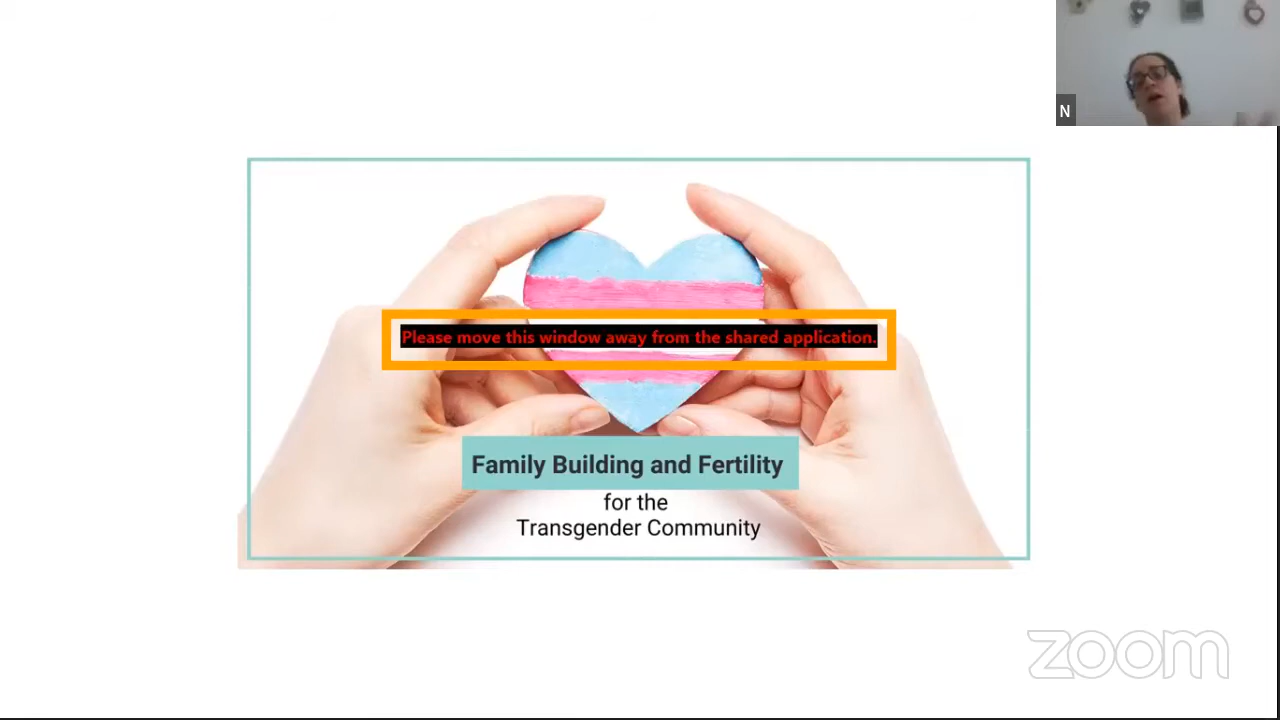 N
Please move this window away from the shared application.
Family Building and Fertility
for the
Transgender Community
zoom